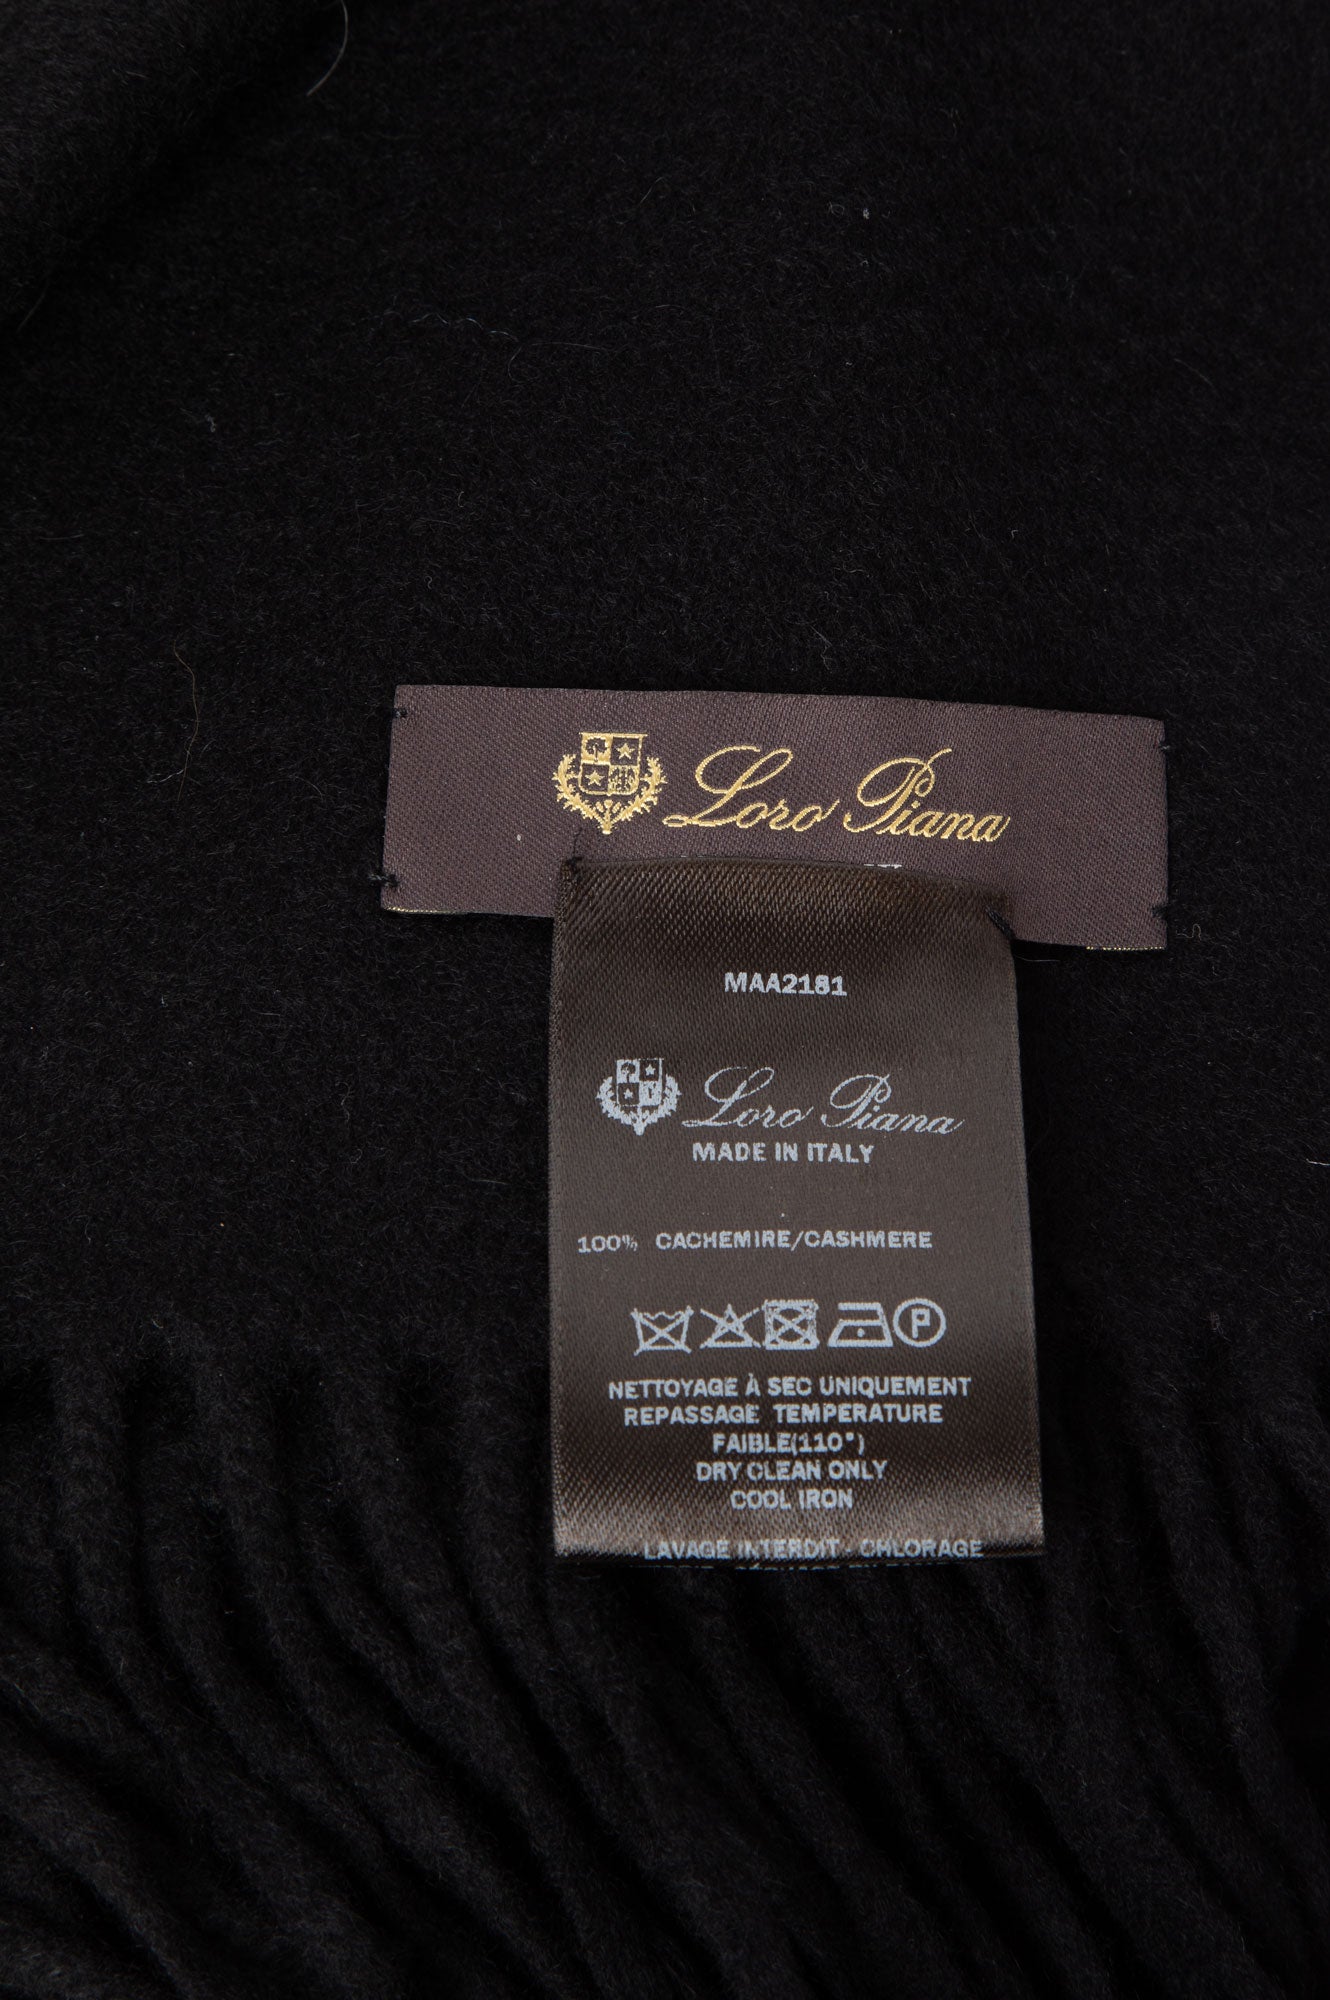 Loro Piana
MAA2181
Loro Piana
MADE IN ITALY
100% CACHEMIRE/CASHMERE
P
NETTOYAGE À SEC UNIQUEMENT
REPASSAGE TEMPERATURE
FAIBLE(110°)
DRY CLEAN ONLY
COOL IRON
LAVAGE INTERDIT - CHLORAGE